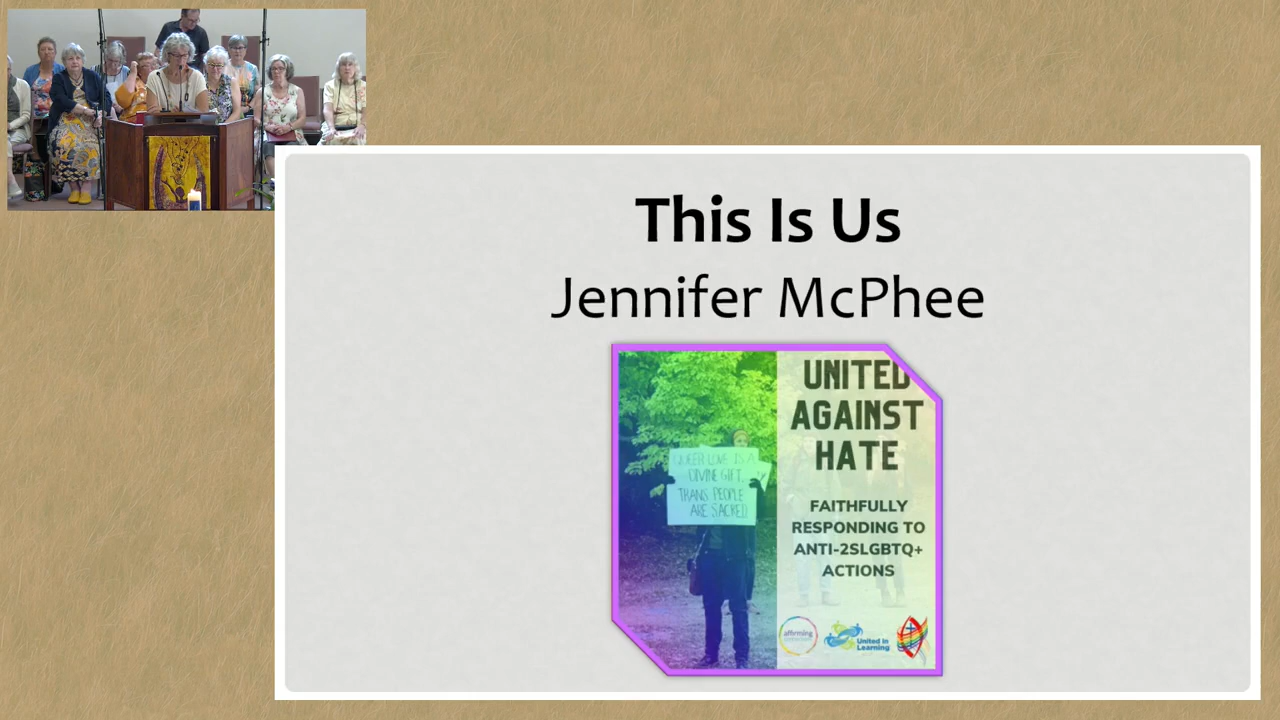 This Is Us
Jennifer McPhee
UNITED
AGAINST
HATE
QUEER LOVE IS A
DIVINE GIFT.
TRANS PEOPLE
ARE SACRED
FAITHFULLY
RESPONDING TO
ANTI-2SLGBTQ+
ACTIONS
affirming
United In
Learning